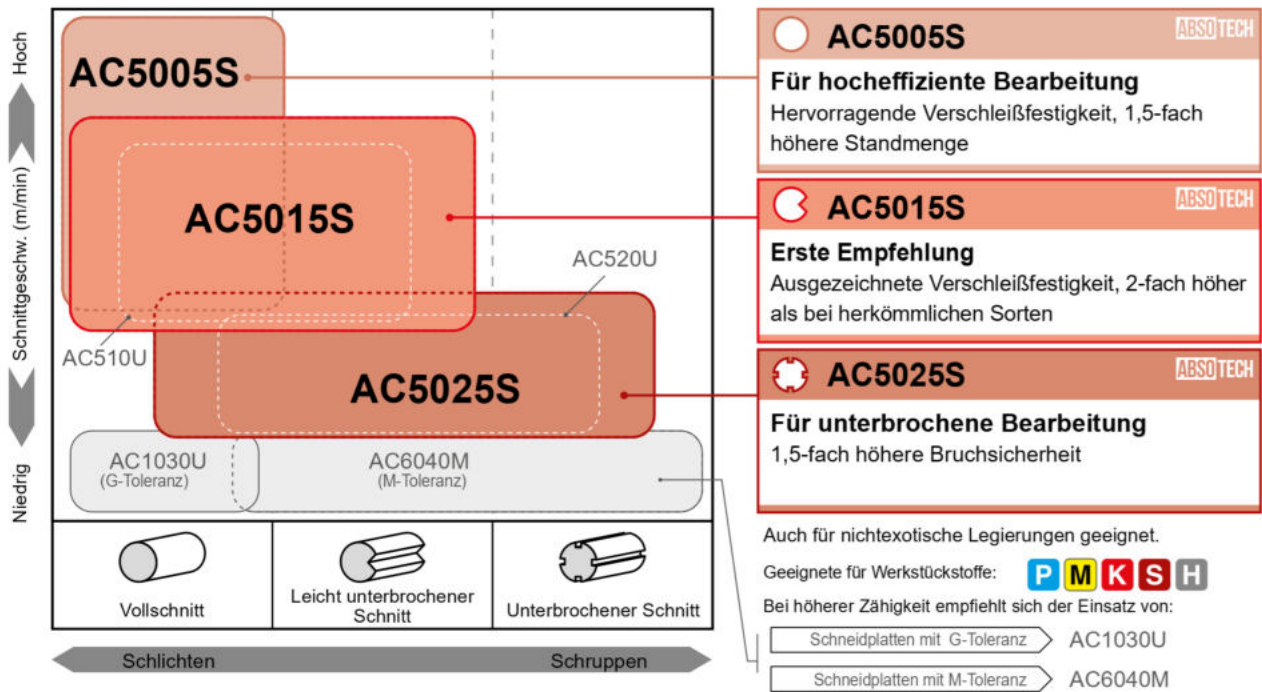 Hoch
Schnittgeschw. (m/min)
Niedrig
AC5005S
AC5015S
AC520U
AC510U
AC5025S
AC1030U
(G-Toleranz)
AC6040M
(M-Toleranz)
Vollschnitt
Leicht unterbrochener
Schnitt
Unterbrochener Schnitt
Schlichten
Schruppen
AC5005S
ABSOTECH
Für hocheffiziente Bearbeitung
Hervorragende Verschleißfestigkeit, 1,5-fach
höhere Standmenge
AC5015S
ABSOTECH
Erste Empfehlung
Ausgezeichnete Verschleißfestigkeit, 2-fach höher
als bei herkömmlichen Sorten
AC5025S
ABSOTECH
Für unterbrochene Bearbeitung
1,5-fach höhere Bruchsicherheit
Auch für nichtexotische Legierungen geeignet.
Geeignete für Werkstückstoffe: P M K S H
Bei höherer Zähigkeit empfiehlt sich der Einsatz von:
Schneidplatten mit G-Toleranz AC1030U
Schneidplatten mit M-Toleranz AC6040M